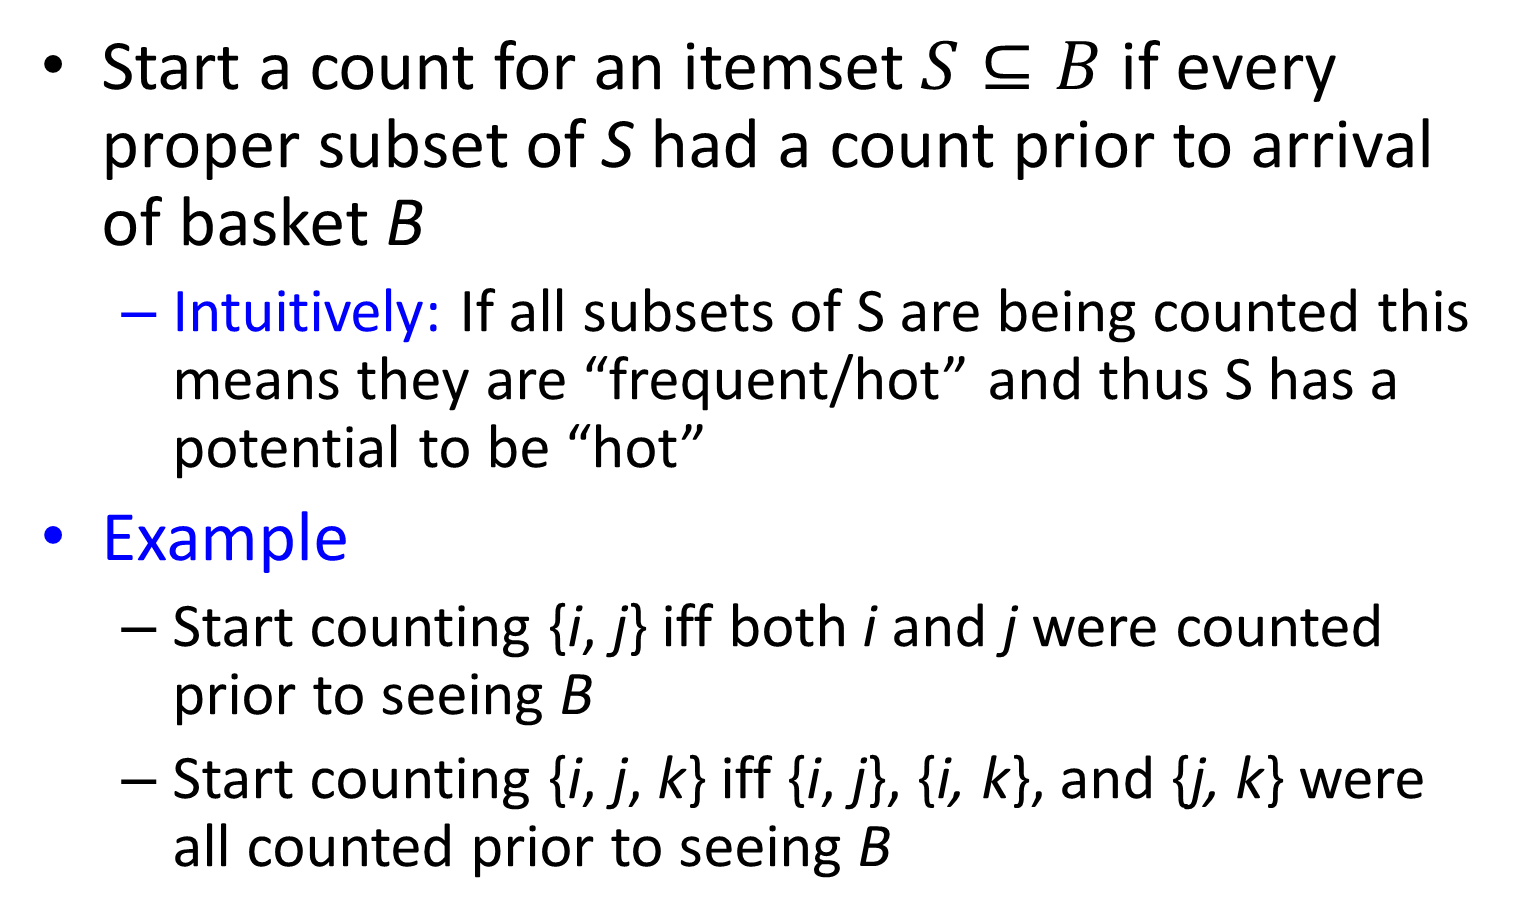 • Start a count for an itemset S ⊆ B if every
proper subset of S had a count prior to arrival
of basket B
– Intuitively: If all subsets of S are being counted this
means they are “frequent/hot” and thus S has a
potential to be “hot”
• Example
– Start counting {i, j} iff both i and j were counted
prior to seeing B
– Start counting {i, j, k} iff {i, j}, {i, k}, and {j, k} were
all counted prior to seeing B